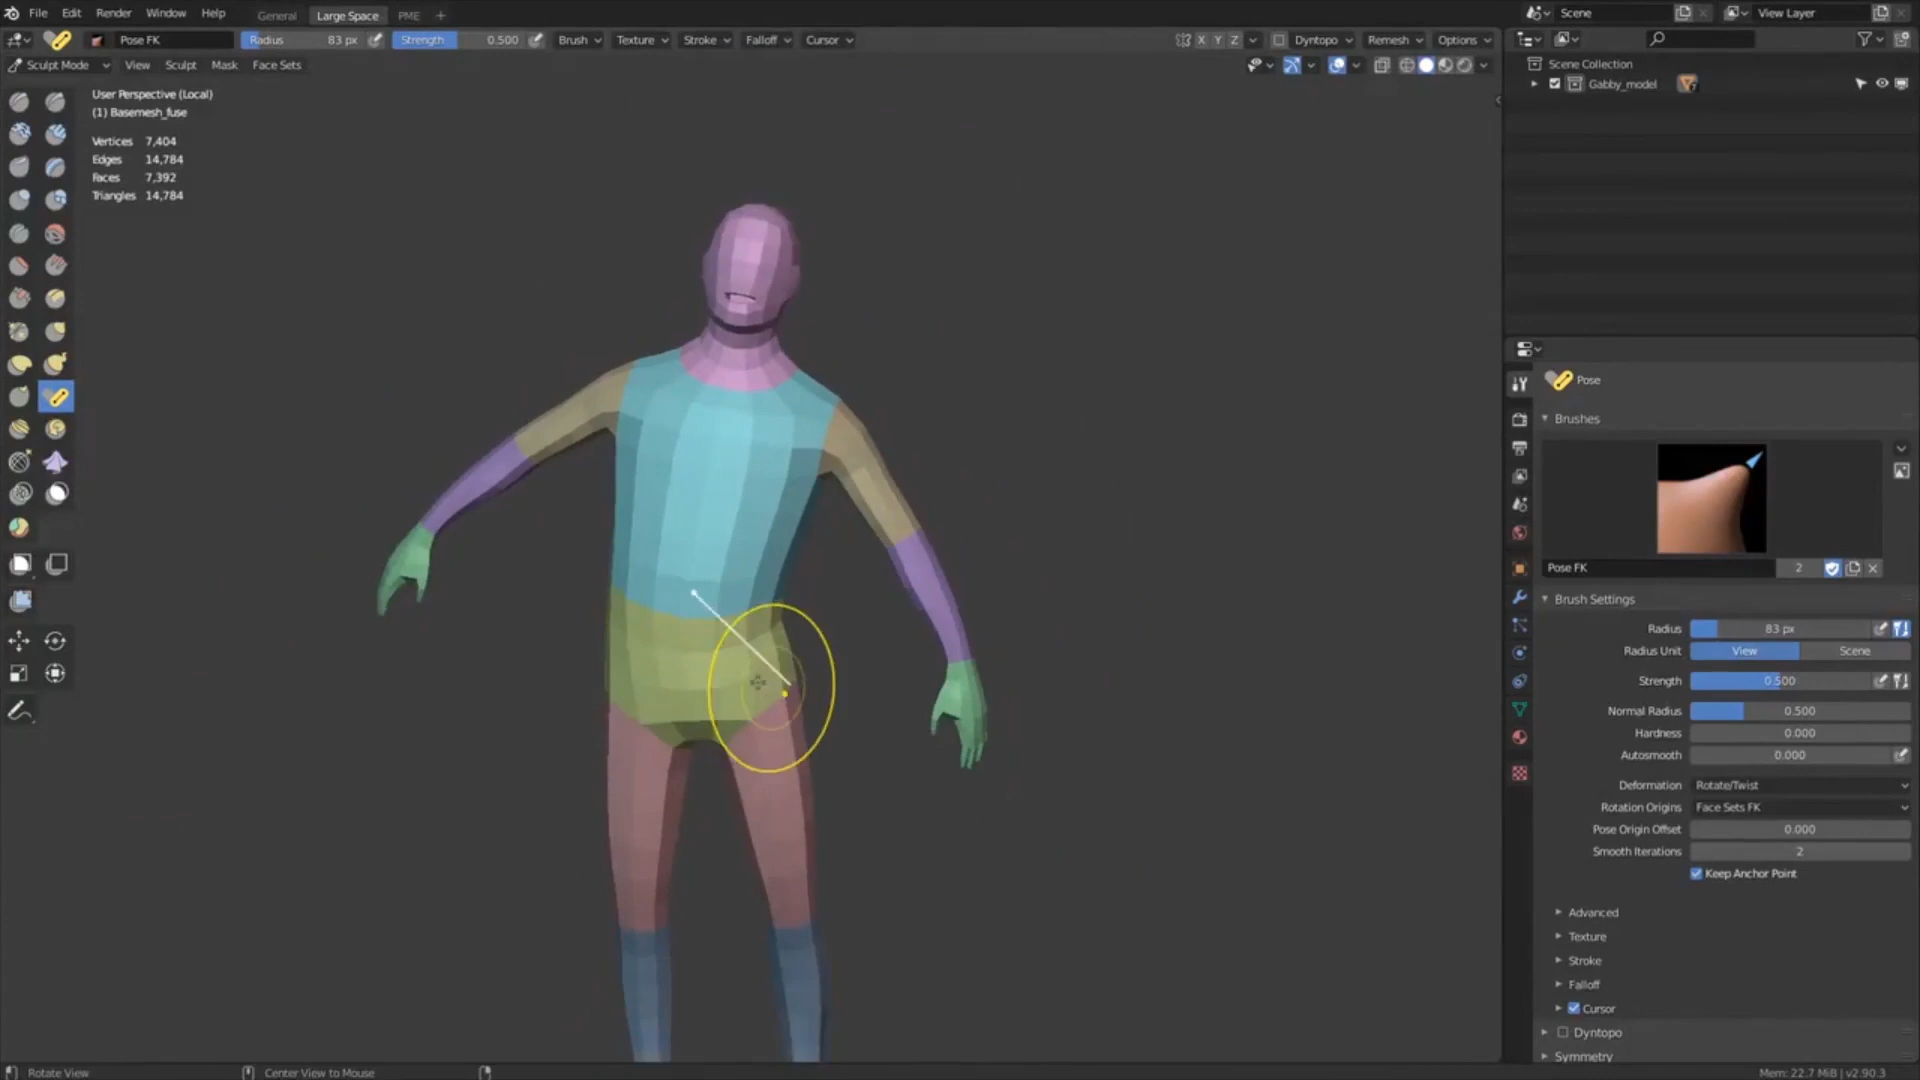 File Edit Render Window Help General Large Space PME + Scene View Layer
Pose FK Radius 83 px Strength 0.500 Brush Texture Stroke Falloff Cursor X Y Z Dyntopo Remesh Options
Sculpt Mode View Sculpt Mask Face Sets
Scene Collection
Gabby_model
User Perspective (Local)
(1) Basemesh_fuse
Vertices 7,404
Edges 14,784
Faces 7,392
Triangles 14,784
Pose
Brushes
Pose FK 2
Brush Settings
Radius 83 px
Radius Unit View Scene
Strength 0.500
Normal Radius 0.500
Hardness 0.000
Autosmooth 0.000
Deformation Rotate/Twist
Rotation Origins Face Sets FK
Pose Origin Offset 0.000
Smooth Iterations 2
Keep Anchor Point
Advanced
Texture
Stroke
Falloff
Cursor
Dyntopo
Symmetry
Rotate View Center View to Mouse Mem: 22.7 MiB | v2.90.3